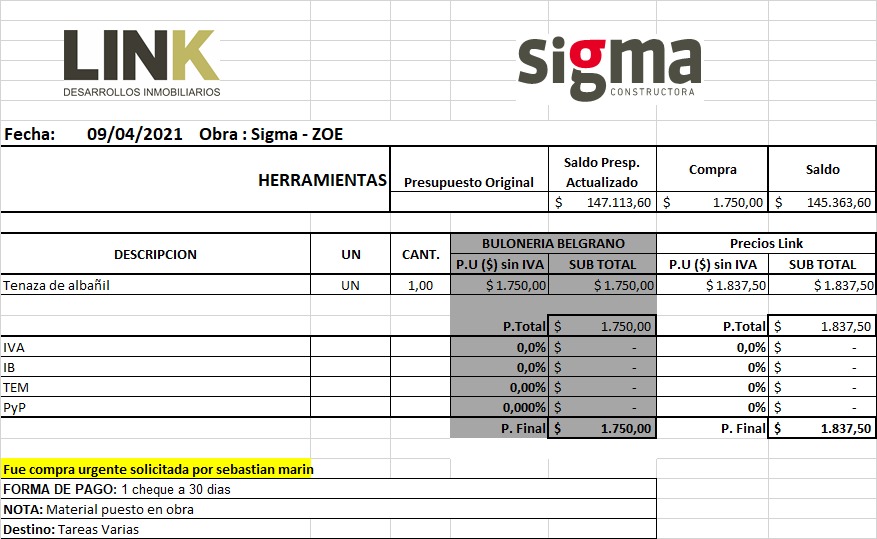 LINK
DESARROLLOS INMOBILIARIOS
sigma
CONSTRUCTORA
Fecha: 09/04/2021 Obra : Sigma - ZOE
HERRAMIENTAS Presupuesto Original Saldo Presp. Actualizado Compra Saldo
$ 147.113,60 $ 1.750,00 $ 145.363,60
DESCRIPCION UN CANT. BULONERIA BELGRANO Precios Link
P.U ($) sin IVA SUB TOTAL P.U ($) sin IVA SUB TOTAL
Tenaza de albañil UN 1,00 $ 1.750,00 $ 1.750,00 $ 1.837,50 $ 1.837,50
P.Total $ 1.750,00 P.Total $ 1.837,50
IVA 0,0% $ - 0,0% $ -
IB 0,0% $ - 0% $ -
TEM 0,00% $ - 0% $ -
PyP 0,000% $ - 0% $ -
P. Final $ 1.750,00 P. Final $ 1.837,50
Fue compra urgente solicitada por sebastian marin
FORMA DE PAGO: 1 cheque a 30 dias
NOTA: Material puesto en obra
Destino: Tareas Varias